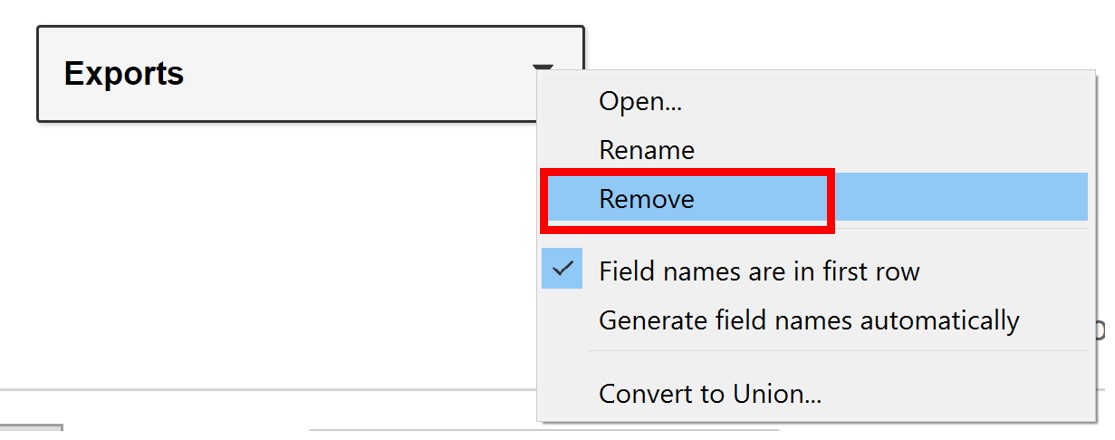 Exports
Open...
Rename
Remove
Field names are in first row
Generate field names automatically
Convert to Union...